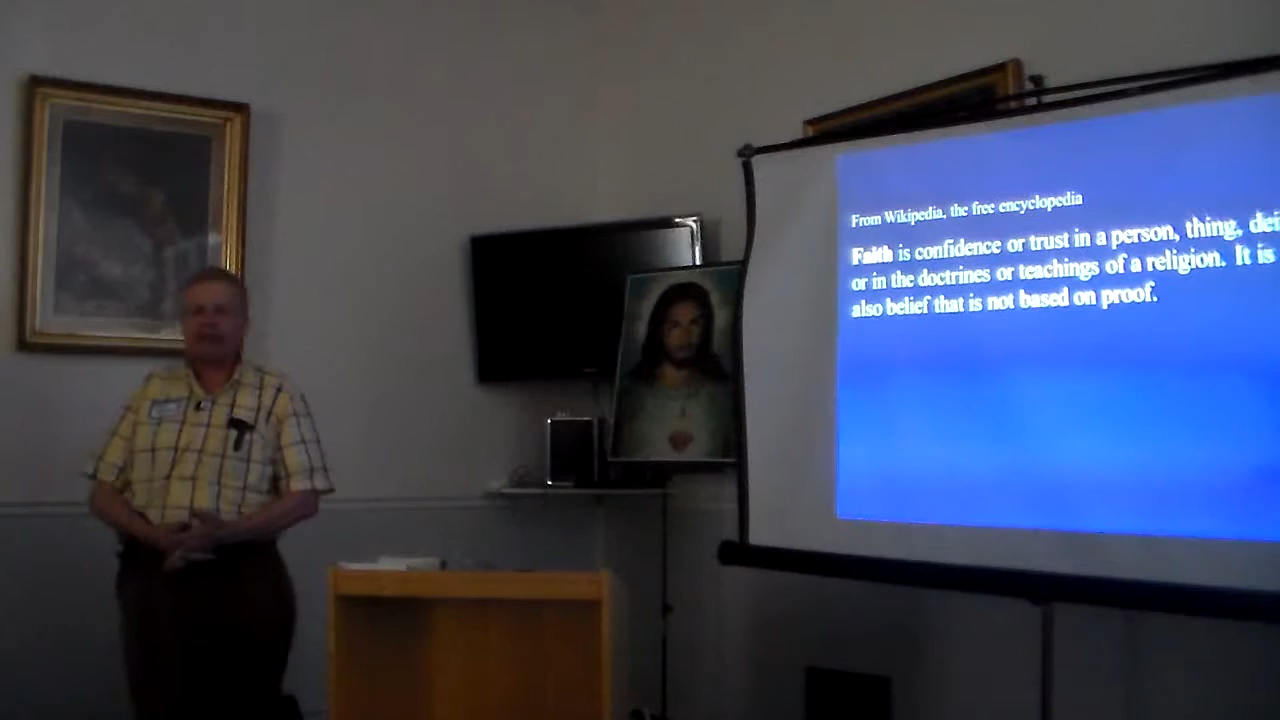 From Wikipedia, the free encyclopedia
Faith is confidence or trust in a person, thing, dei
or in the doctrines or teachings of a religion. It is
also belief that is not based on proof.